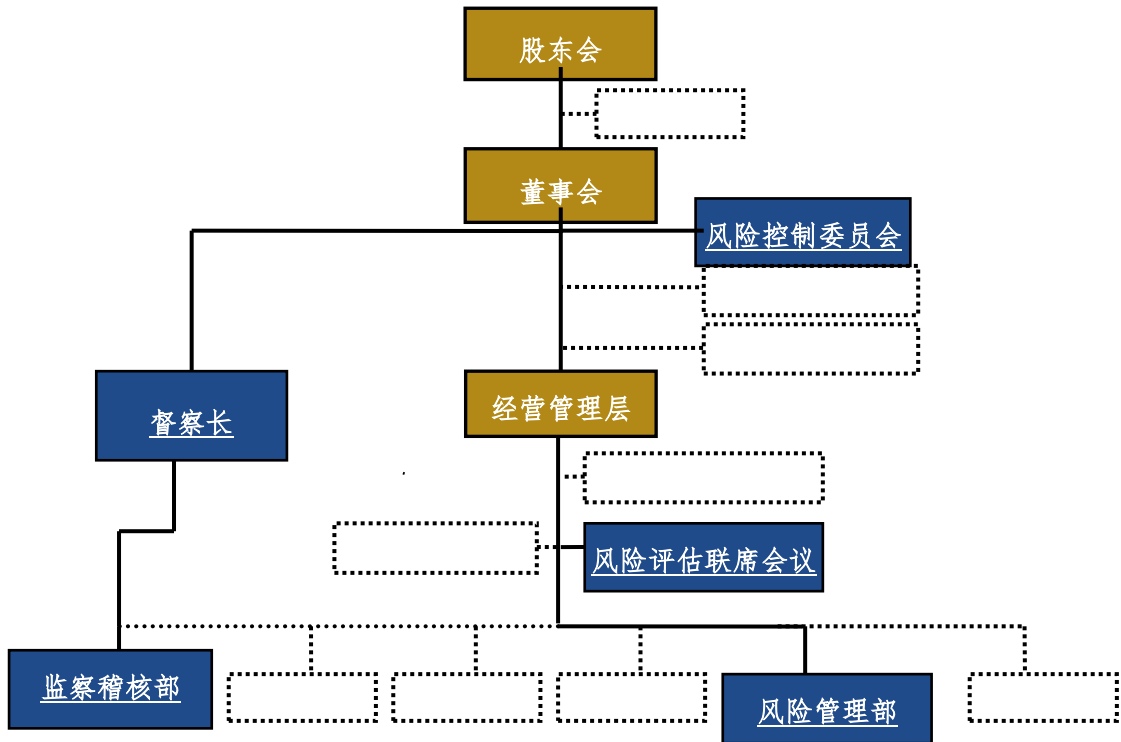 股东会
董事会
风险控制委员会
督察长
经营管理层
风险评估联席会议
监察稽核部
风险管理部